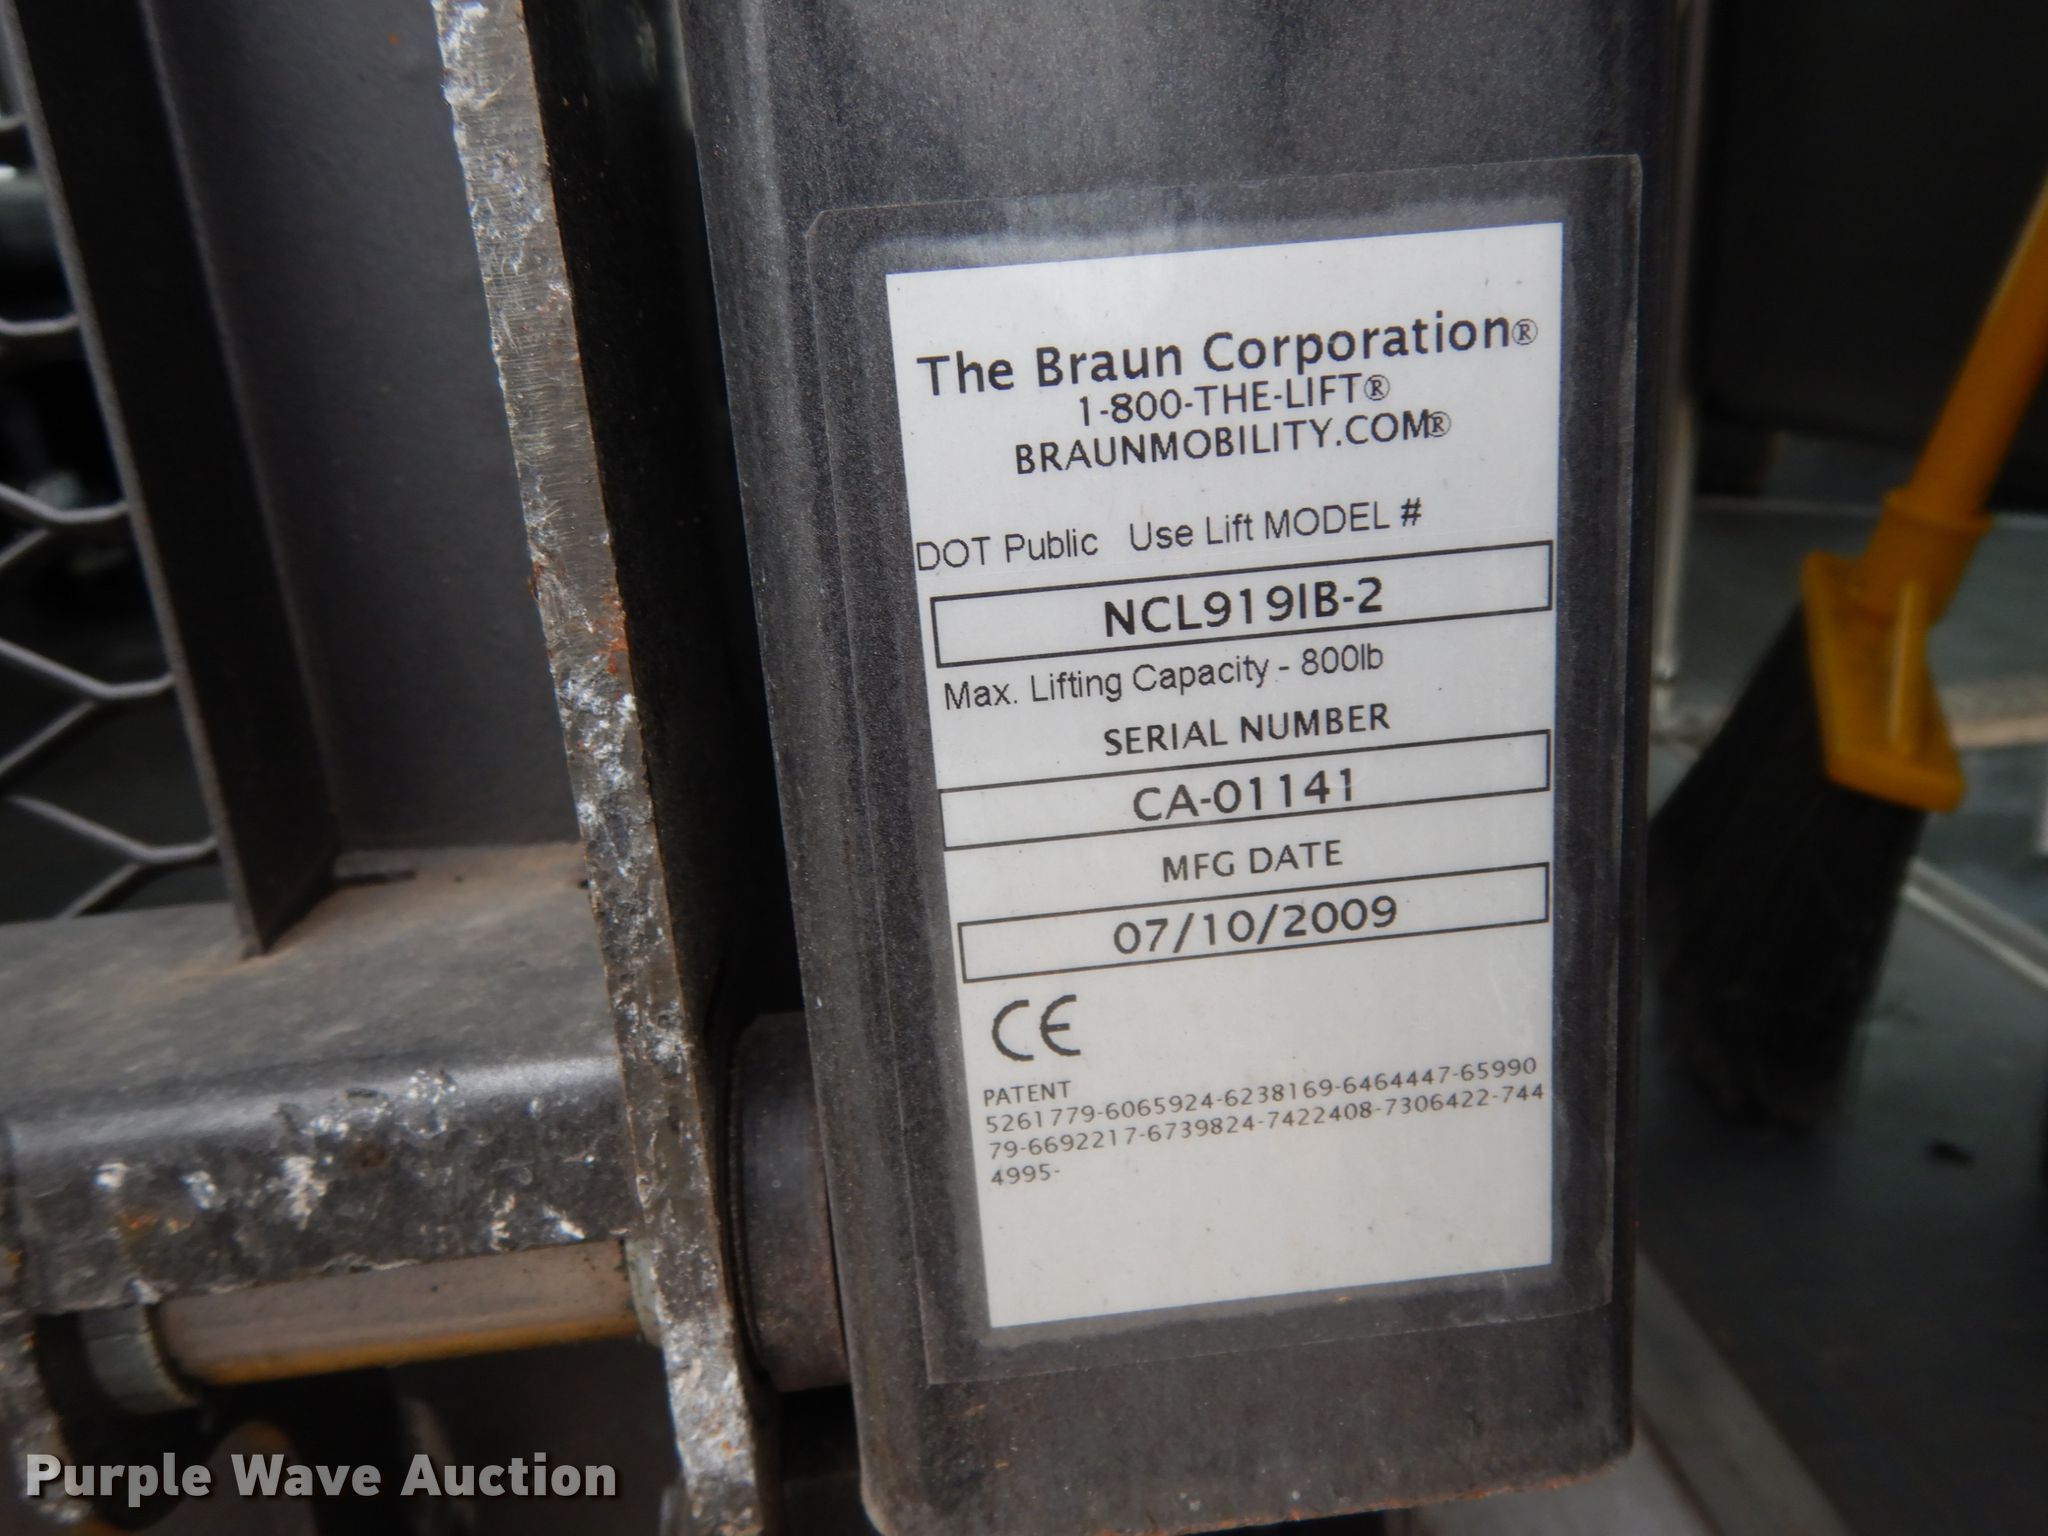 The Braun Corporation®
1-800-THE-LIFT®
BRAUNMOBILITY.COM®
DOT Public Use Lift MODEL #
NCL919IB-2
Max. Lifting Capacity - 800lb
SERIAL NUMBER
CA-01141
MFG DATE
07/10/2009
CE
PATENT
5261779-6065924-6238169-6464447-65990
79-6692217-6739824-7422408-7306422-744
4995-
Purple Wave Auction